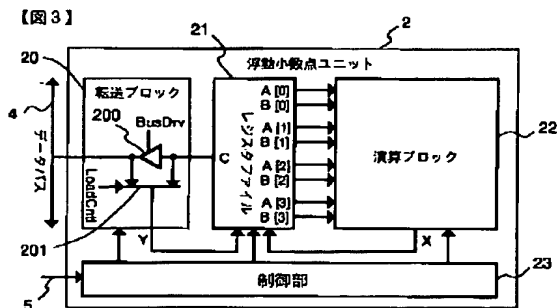 【図3】
2
20
21
浮動小数点ユニット
4
転送ブロック
200
BusDrv
データバス
LoadCntl
201
Y
C
レジスタファイル
A [0]
B [0]
A [1]
B [1]
A [2]
B [2]
A [3]
B [3]
22
演算ブロック
X
5
制御部
23